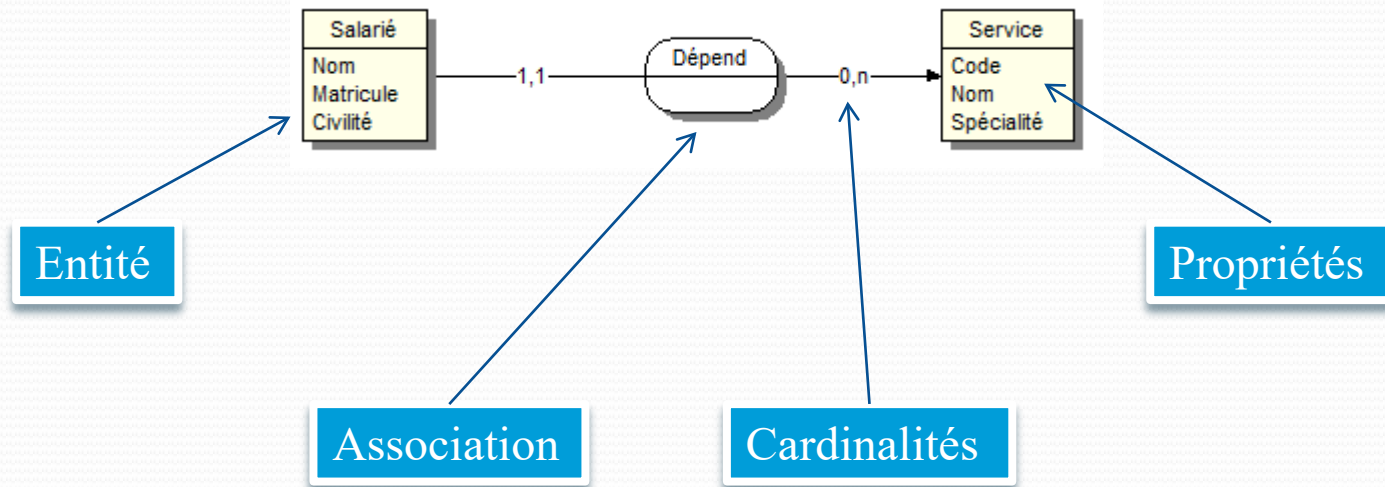 Salarié
Nom
Matricule
Civilité
1,1
Dépend
0,n
Service
Code
Nom
Spécialité
Entité
Propriétés
Association
Cardinalités